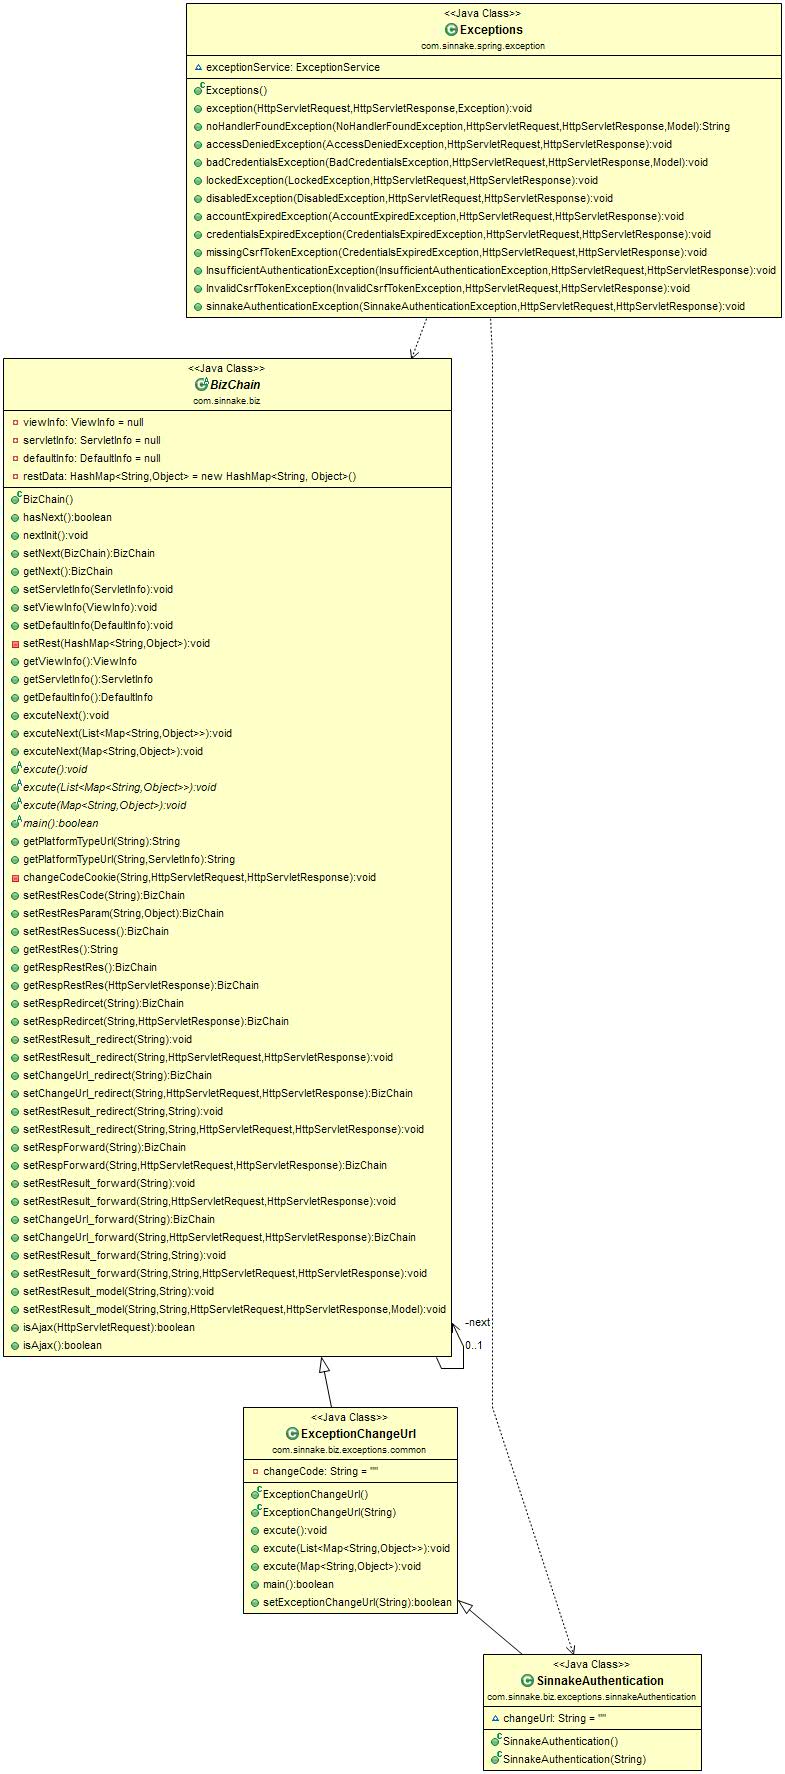 <<Java Class>>
Exceptions
com.sinnake.spring.exception
exceptionService: ExceptionService
Exceptions()
exception(HttpServletRequest,HttpServletResponse,Exception):void
noHandlerFoundException(NoHandlerFoundException,HttpServletRequest,HttpServletResponse,Model):String
accessDeniedException(AccessDeniedException,HttpServletRequest,HttpServletResponse):void
badCredentialsException(BadCredentialsException,HttpServletRequest,HttpServletResponse,Model):void
lockedException(LockedException,HttpServletRequest,HttpServletResponse):void
disabledException(DisabledException,HttpServletRequest,HttpServletResponse):void
accountExpiredException(AccountExpiredException,HttpServletRequest,HttpServletResponse):void
credentialsExpiredException(CredentialsExpiredException,HttpServletRequest,HttpServletResponse):void
missingCsrfTokenException(CredentialsExpiredException,HttpServletRequest,HttpServletResponse):void
InsufficientAuthenticationException(InsufficientAuthenticationException,HttpServletRequest,HttpServletResponse):void
InvalidCsrfTokenException(InvalidCsrfTokenException,HttpServletRequest,HttpServletResponse):void
sinnakeAuthenticationException(SinnakeAuthenticationException,HttpServletRequest,HttpServletResponse):void
<<Java Class>>
BizChain
com.sinnake.biz
viewInfo: ViewInfo = null
servletInfo: ServletInfo = null
defaultInfo: DefaultInfo = null
restData: HashMap<String,Object> = new HashMap<String, Object>()
BizChain()
hasNext():boolean
nextInit():void
setNext(BizChain):BizChain
getNext():BizChain
setServletInfo(ServletInfo):void
setViewInfo(ViewInfo):void
setDefaultInfo(DefaultInfo):void
setRest(HashMap<String,Object>):void
getViewInfo():ViewInfo
getServletInfo():ServletInfo
getDefaultInfo():DefaultInfo
excuteNext():void
excuteNext(List<Map<String,Object>>):void
excuteNext(Map<String,Object>):void
excute():void
excute(List<Map<String,Object>>):void
excute(Map<String,Object>):void
main():boolean
getPlatformTypeUrl(String):String
getPlatformTypeUrl(String,ServletInfo):String
changeCodeCookie(String,HttpServletRequest,HttpServletResponse):void
setRestResCode(String):BizChain
setRestResParam(String,Object):BizChain
setRestResSucess():BizChain
getRestRes():String
getRespRestRes():BizChain
getRespRestRes(HttpServletResponse):BizChain
setRespRedircet(String):BizChain
setRespRedircet(String,HttpServletResponse):BizChain
setRestResult_redirect(String):void
setRestResult_redirect(String,HttpServletRequest,HttpServletResponse):void
setChangeUrl_redirect(String):BizChain
setChangeUrl_redirect(String,HttpServletRequest,HttpServletResponse):BizChain
setRestResult_redirect(String,String):void
setRestResult_redirect(String,String,HttpServletRequest,HttpServletResponse):void
setRespForward(String):BizChain
setRespForward(String,HttpServletRequest,HttpServletResponse):BizChain
setRestResult_forward(String):void
setRestResult_forward(String,HttpServletRequest,HttpServletResponse):void
setChangeUrl_forward(String):BizChain
setChangeUrl_forward(String,HttpServletRequest,HttpServletResponse):BizChain
setRestResult_forward(String,String):void
setRestResult_forward(String,String,HttpServletRequest,HttpServletResponse):void
setRestResult_model(String,String):void
setRestResult_model(String,String,HttpServletRequest,HttpServletResponse,Model):void
isAjax(HttpServletRequest):boolean
isAjax():boolean
-next
0..1
<<Java Class>>
ExceptionChangeUrl
com.sinnake.biz.exceptions.common
changeCode: String = ""
ExceptionChangeUrl()
ExceptionChangeUrl(String)
excute():void
excute(List<Map<String,Object>>):void
excute(Map<String,Object>):void
main():boolean
setExceptionChangeUrl(String):boolean
<<Java Class>>
SinnakeAuthentication
com.sinnake.biz.exceptions.sinnakeAuthentication
changeUrl: String = ""
SinnakeAuthentication()
SinnakeAuthentication(String)